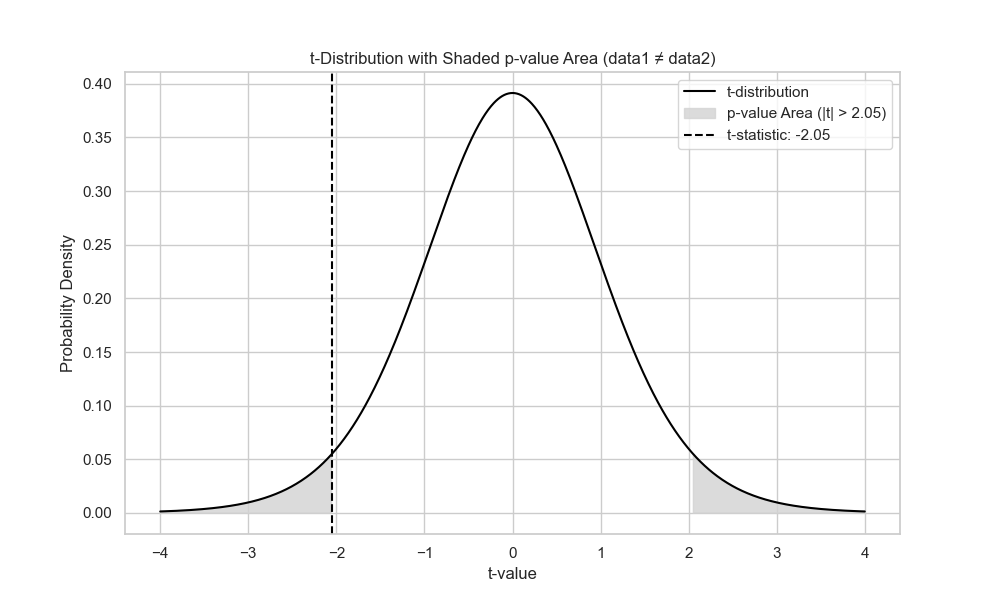 t-Distribution with Shaded p-value Area (data1 ≠ data2)
t-distribution
p-value Area (|t| > 2.05)
t-statistic: -2.05
Probability Density
0.40
0.35
0.30
0.25
0.20
0.15
0.10
0.05
0.00
−4 −3 −2 −1 0 1 2 3 4
t-value